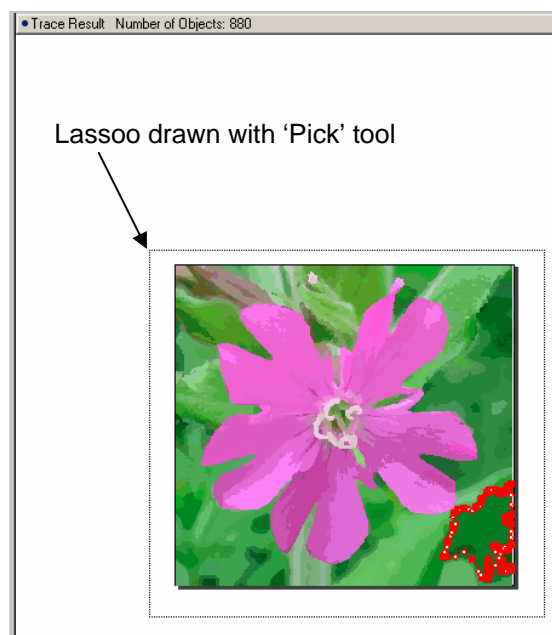 • Trace Result Number of Objects: 880
Lassoo drawn with ‘Pick’ tool